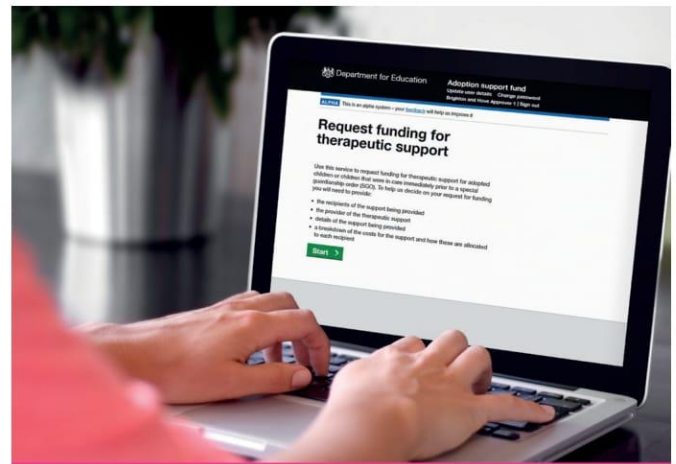 Department for Education
Adoption support fund
Update user details Change password
Brighton and Hove Approver 1 | Sign out
ALPHA This is an alpha system – your feedback will help us improve it
Request funding for
therapeutic support
Use this service to request funding for therapeutic support for adopted
children or children that were in care immediately prior to a special
guardianship order (SGO). To help us decide on your request for funding
you will need to provide:
• the recipients of the support being provided
• the provider of the therapeutic support
• details of the support being provided
• a breakdown of the costs for the support and how these are allocated
to each recipient
Start >